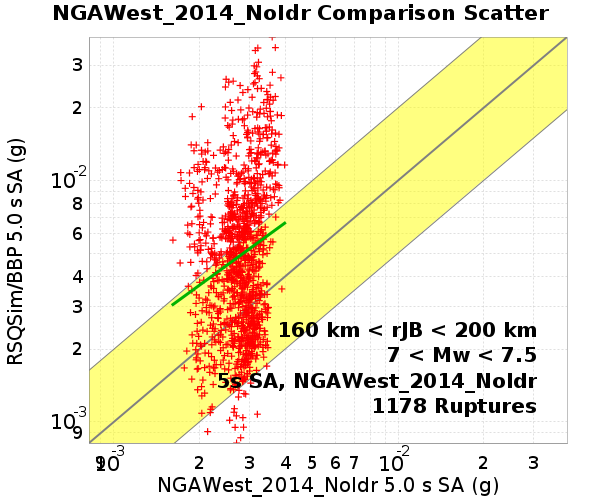 NGAWest_2014_NoIdr Comparison Scatter
RSQSim/BBP 5.0 s SA (g)
3
2
10-2
8
6
4
3
2
10-3
9
160 km < rJB < 200 km
7 < Mw < 7.5
5s SA, NGAWest_2014_NoIdr
1178 Ruptures
9 10-3 2 3 4 5 6 7 10-2 2 3
NGAWest_2014_NoIdr 5.0 s SA (g)